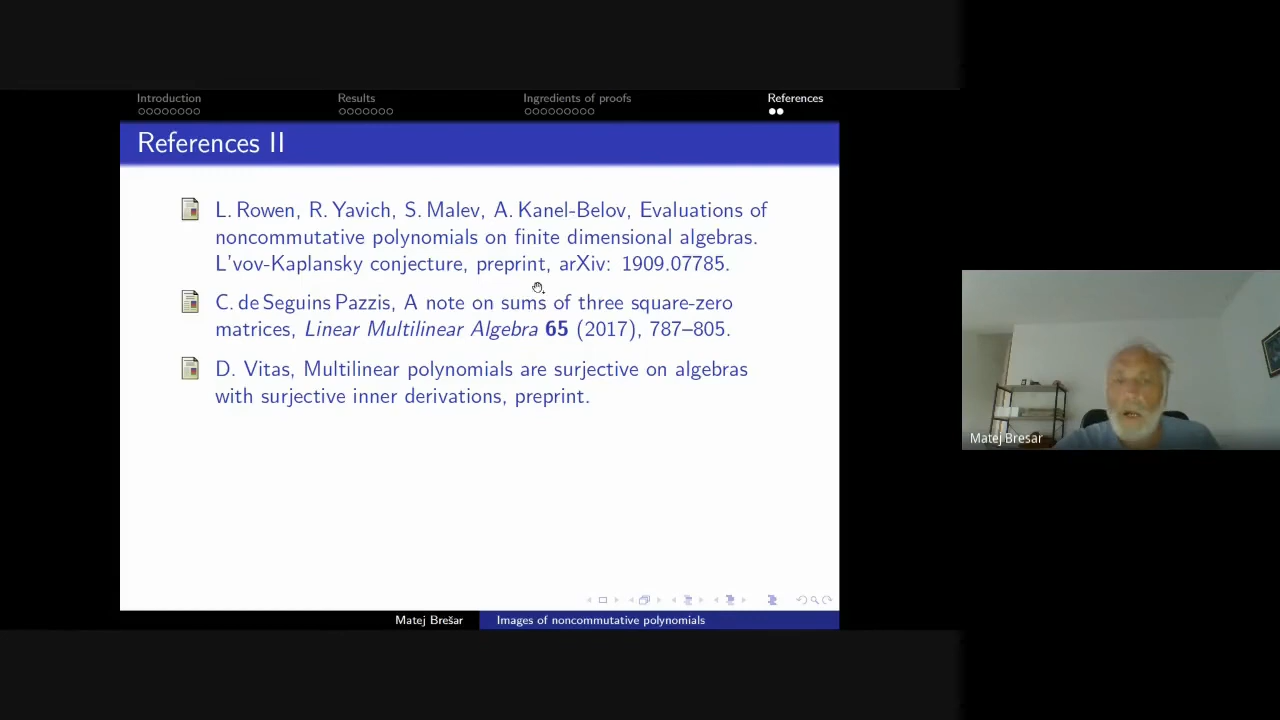 Introduction
Results
Ingredients of proofs
References
References II
L. Rowen, R. Yavich, S. Malev, A. Kanel-Belov, Evaluations of
noncommutative polynomials on finite dimensional algebras.
L'vov-Kaplansky conjecture, preprint, arXiv: 1909.07785.
C. de Seguins Pazzis, A note on sums of three square-zero
matrices, Linear Multilinear Algebra 65 (2017), 787–805.
D. Vitas, Multilinear polynomials are surjective on algebras
with surjective inner derivations, preprint.
Matej Brešar
Images of noncommutative polynomials
Matej Bresar